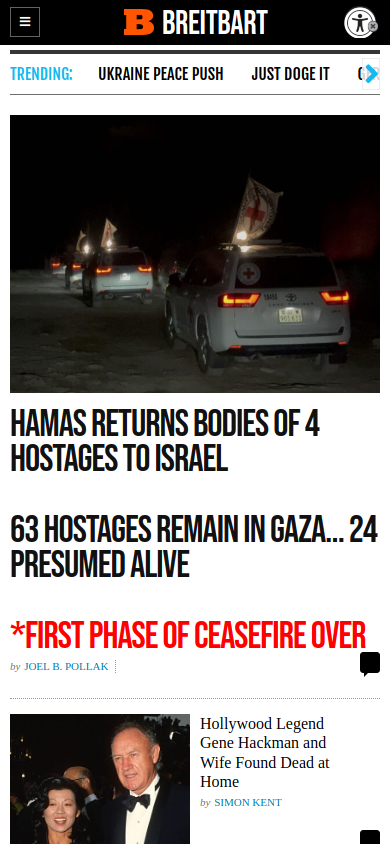 BREITBART
TRENDING:
UKRAINE PEACE PUSH
JUST DOGE IT
HAMAS RETURNS BODIES OF 4
HOSTAGES TO ISRAEL
63 HOSTAGES REMAIN IN GAZA... 24
PRESUMED ALIVE
*FIRST PHASE OF CEASEFIRE OVER
by JOEL B. POLLAK
Hollywood Legend
Gene Hackman and
Wife Found Dead at
Home
by SIMON KENT